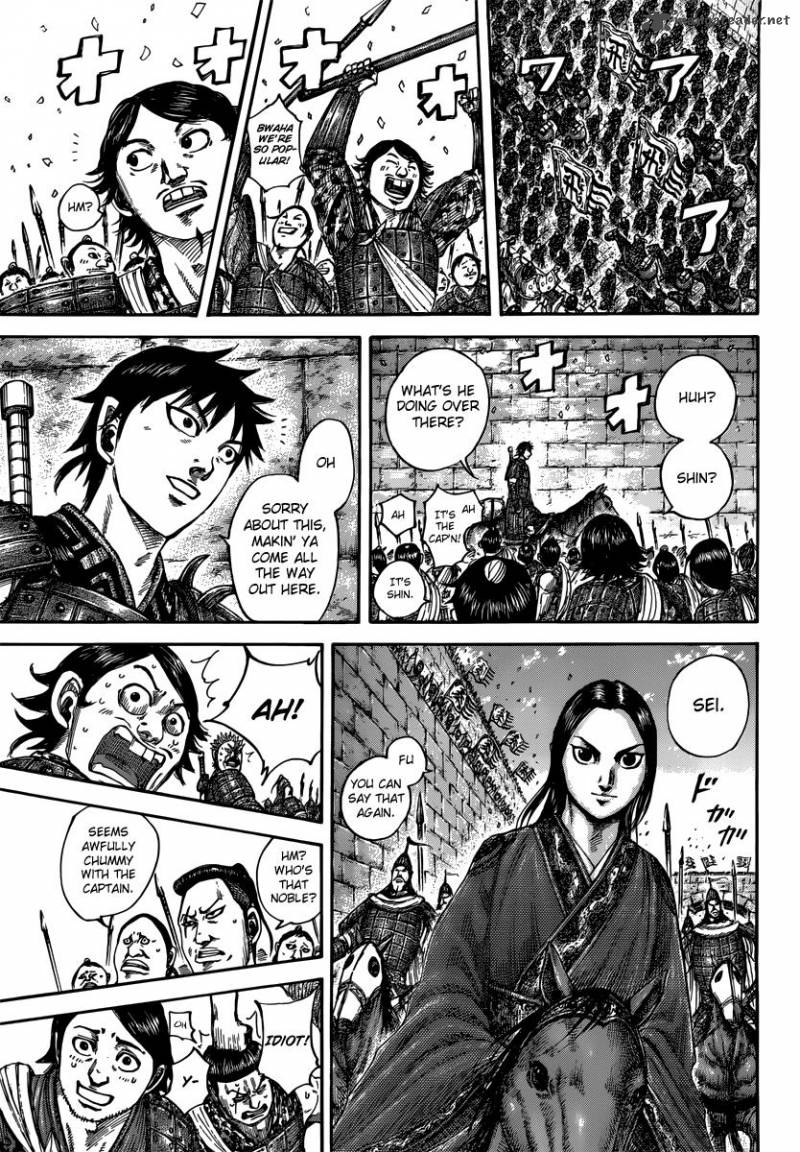 ワァァ
BWAHA
WE'RE
SO
POP-
ULAR!
オオ
HM?
オオ
HUH?
SHIN?
WHAT'S HE
DOING OVER
THERE?
オオ
AH
IT'S
THE
CAP'N!
AH
IT'S
SHIN.
OH
SORRY
ABOUT THIS,
MAKIN' YA
COME ALL
THE WAY
OUT HERE.
SEI.
FU
YOU CAN
SAY THAT
AGAIN.
ドガガ
AH!
HM?
WHO'S
THAT
NOBLE?
SEEMS
AWFULLY
CHUMMY
WITH THE
CAPTAIN.
IDIOT!
OH
Y-
飛
飛
飛